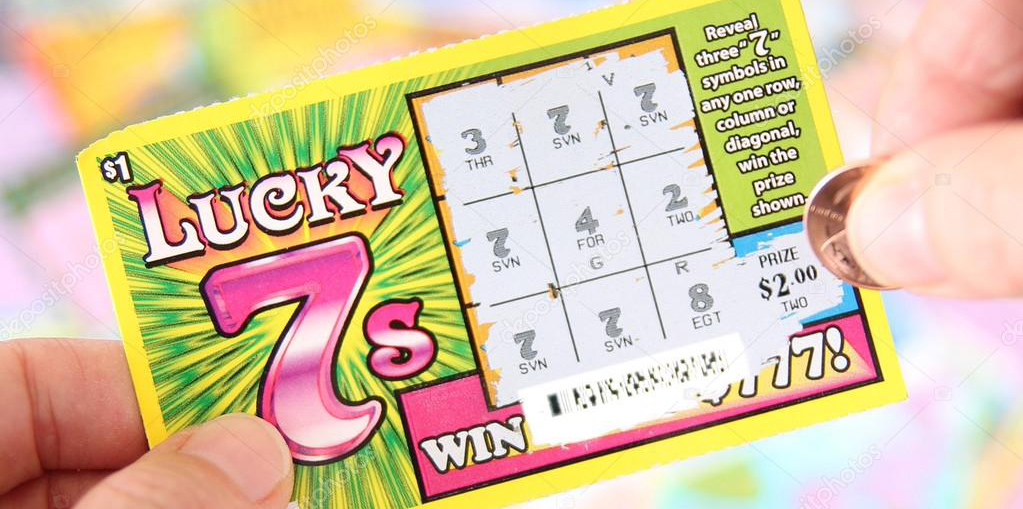 $1
LUCKY
7s
3
THR
7
SVN
V
7
SVN
7
SVN
4
FOR
G
2
TWO
7
SVN
7
SVN
R
8
EGT
Reveal
three "7"
symbols in
any one row,
column or
diagonal,
win the
prize
shown.
PRIZE
$2.00
TWO
WIN
$777!
depositphotos